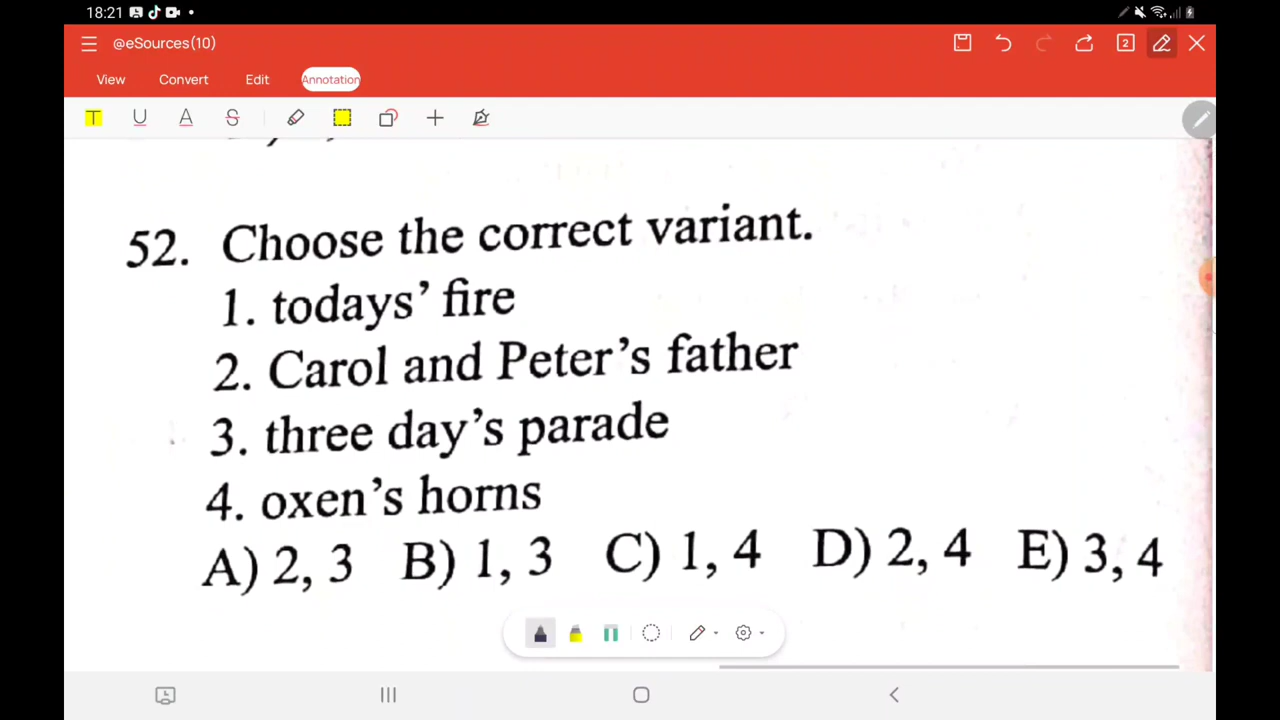 18:21
@eSources(10)
2
View Convert Edit Annotation
T U A S
52. Choose the correct variant.
1. todays’ fire
2. Carol and Peter’s father
3. three day’s parade
4. oxen’s horns
A) 2, 3 B) 1, 3 C) 1, 4 D) 2, 4 E) 3, 4